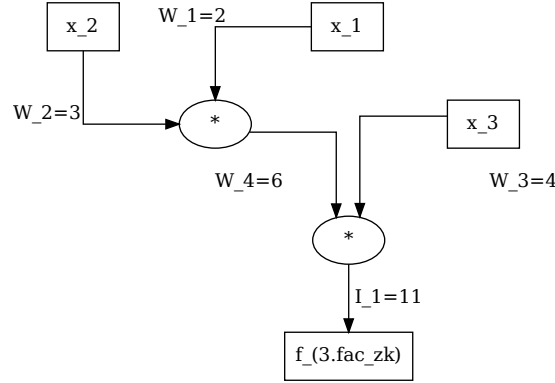 x_2
W_1=2
x_1
W_2=3
*
x_3
W_4=6
W_3=4
*
I_1=11
f_(3.fac_zk)